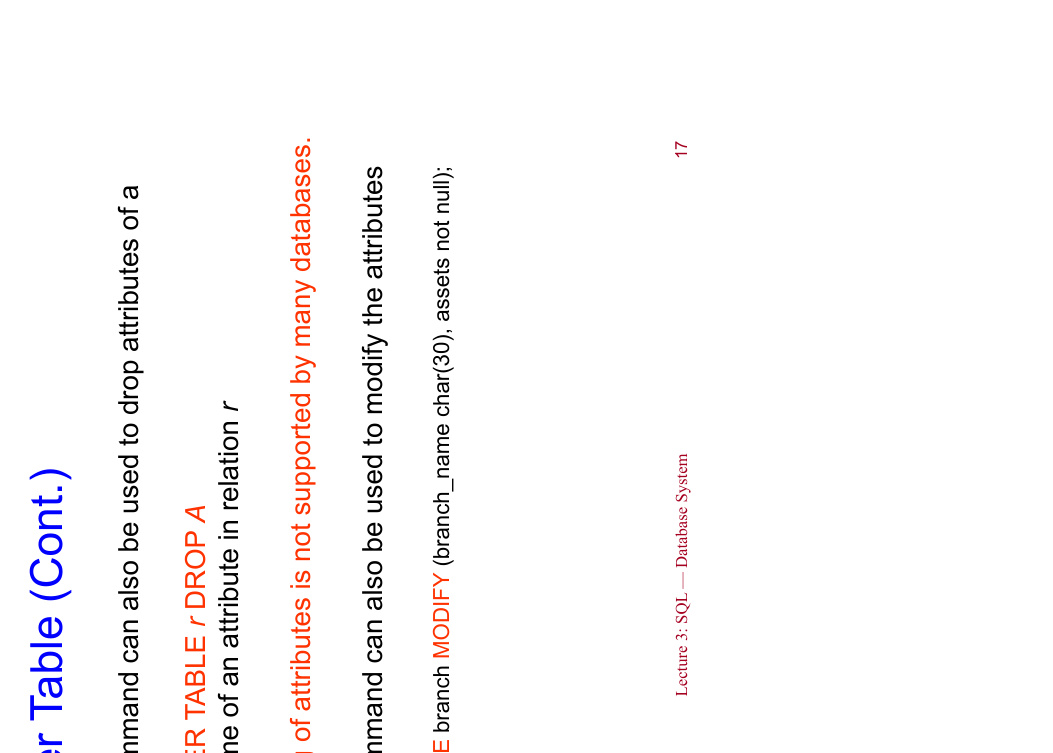 er Table (Cont.)
mmand can also be used to drop attributes of a
ER TABLE r DROP A
ne of an attribute in relation r
g of attributes is not supported by many databases.
mmand can also be used to modify the attributes
E branch MODIFY (branch_name char(30), assets not null);
Lecture 3: SQL — Database System
17